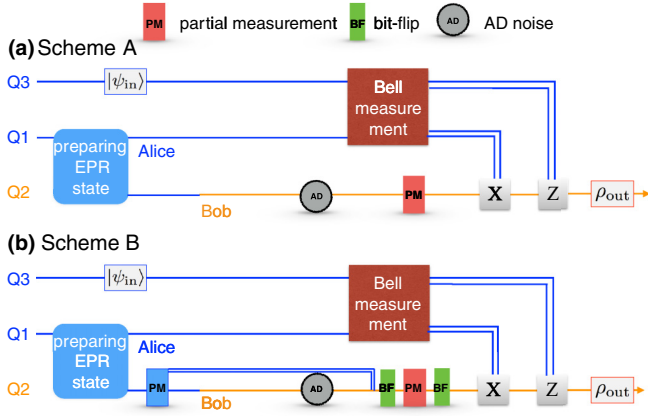 PM partial measurement BF bit-flip AD AD noise
(a) Scheme A
Q3 |ψin⟩
Bell
measure
ment
Q1 preparing
EPR
state
Alice
Q2 Bob AD PM X Z ρout
(b) Scheme B
Q3 |ψin⟩
Bell
measure
ment
Q1 preparing
EPR
state
Alice
Q2 PM Bob AD BF PM BF X Z ρout